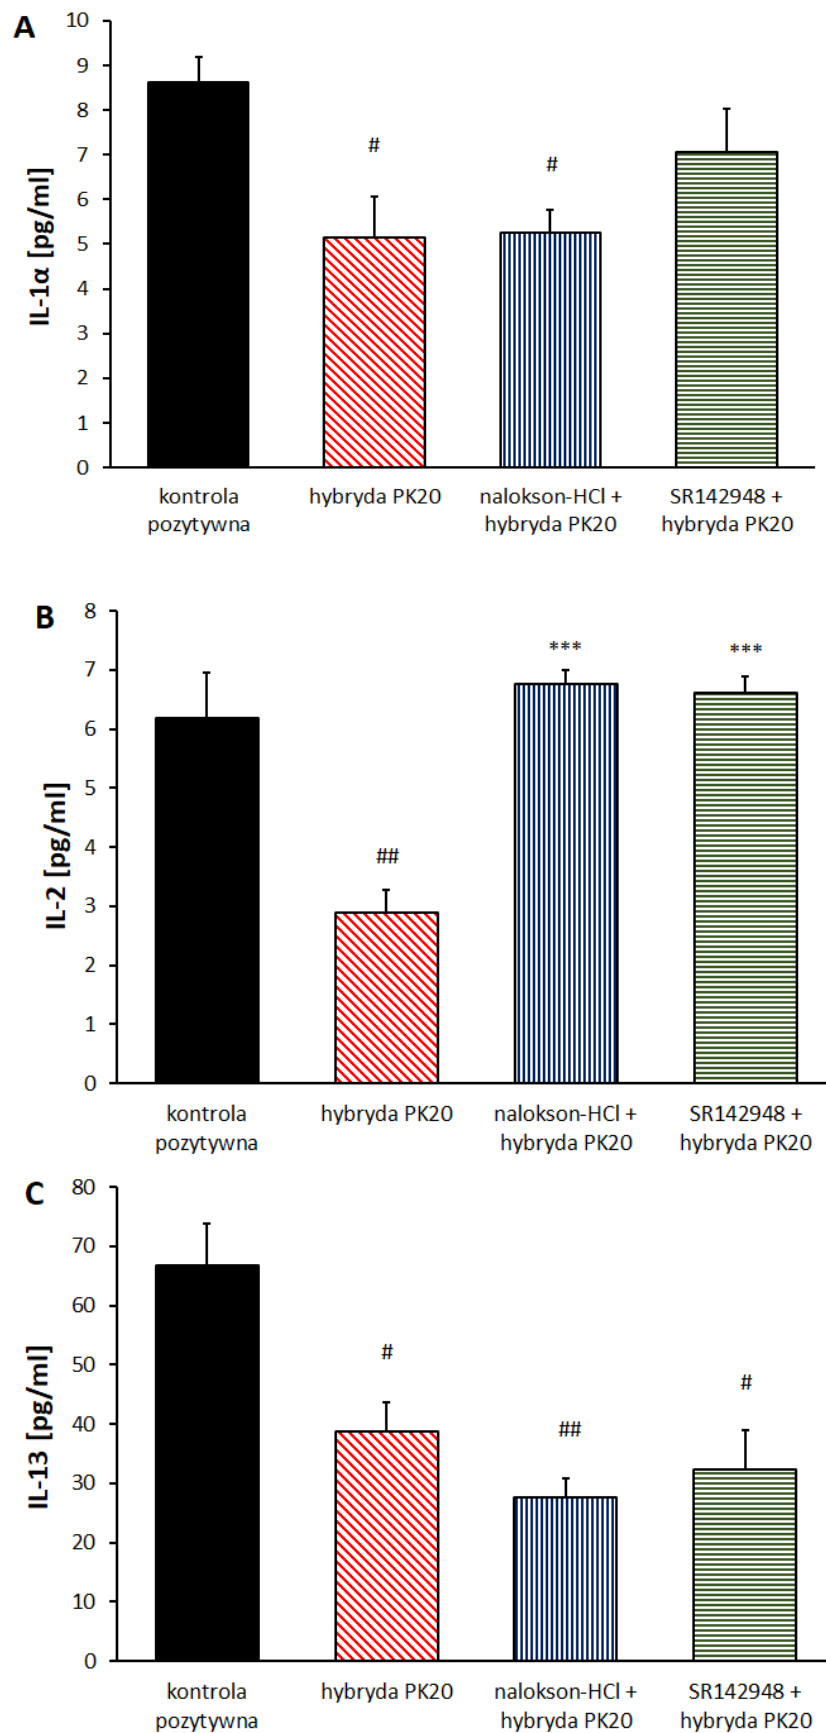 A
IL-1α [pg/ml]
10
9
8
7
6
5
4
3
2
1
0
#
#
kontrola
pozytywna
hybryda PK20
nalokson-HCl +
hybryda PK20
SR142948 +
hybryda PK20
B
IL-2 [pg/ml]
8
7
6
5
4
3
2
1
0
##
***
***
kontrola
pozytywna
hybryda PK20
nalokson-HCl +
hybryda PK20
SR142948 +
hybryda PK20
C
IL-13 [pg/ml]
80
70
60
50
40
30
20
10
0
#
##
#
kontrola
pozytywna
hybryda PK20
nalokson-HCl +
hybryda PK20
SR142948 +
hybryda PK20